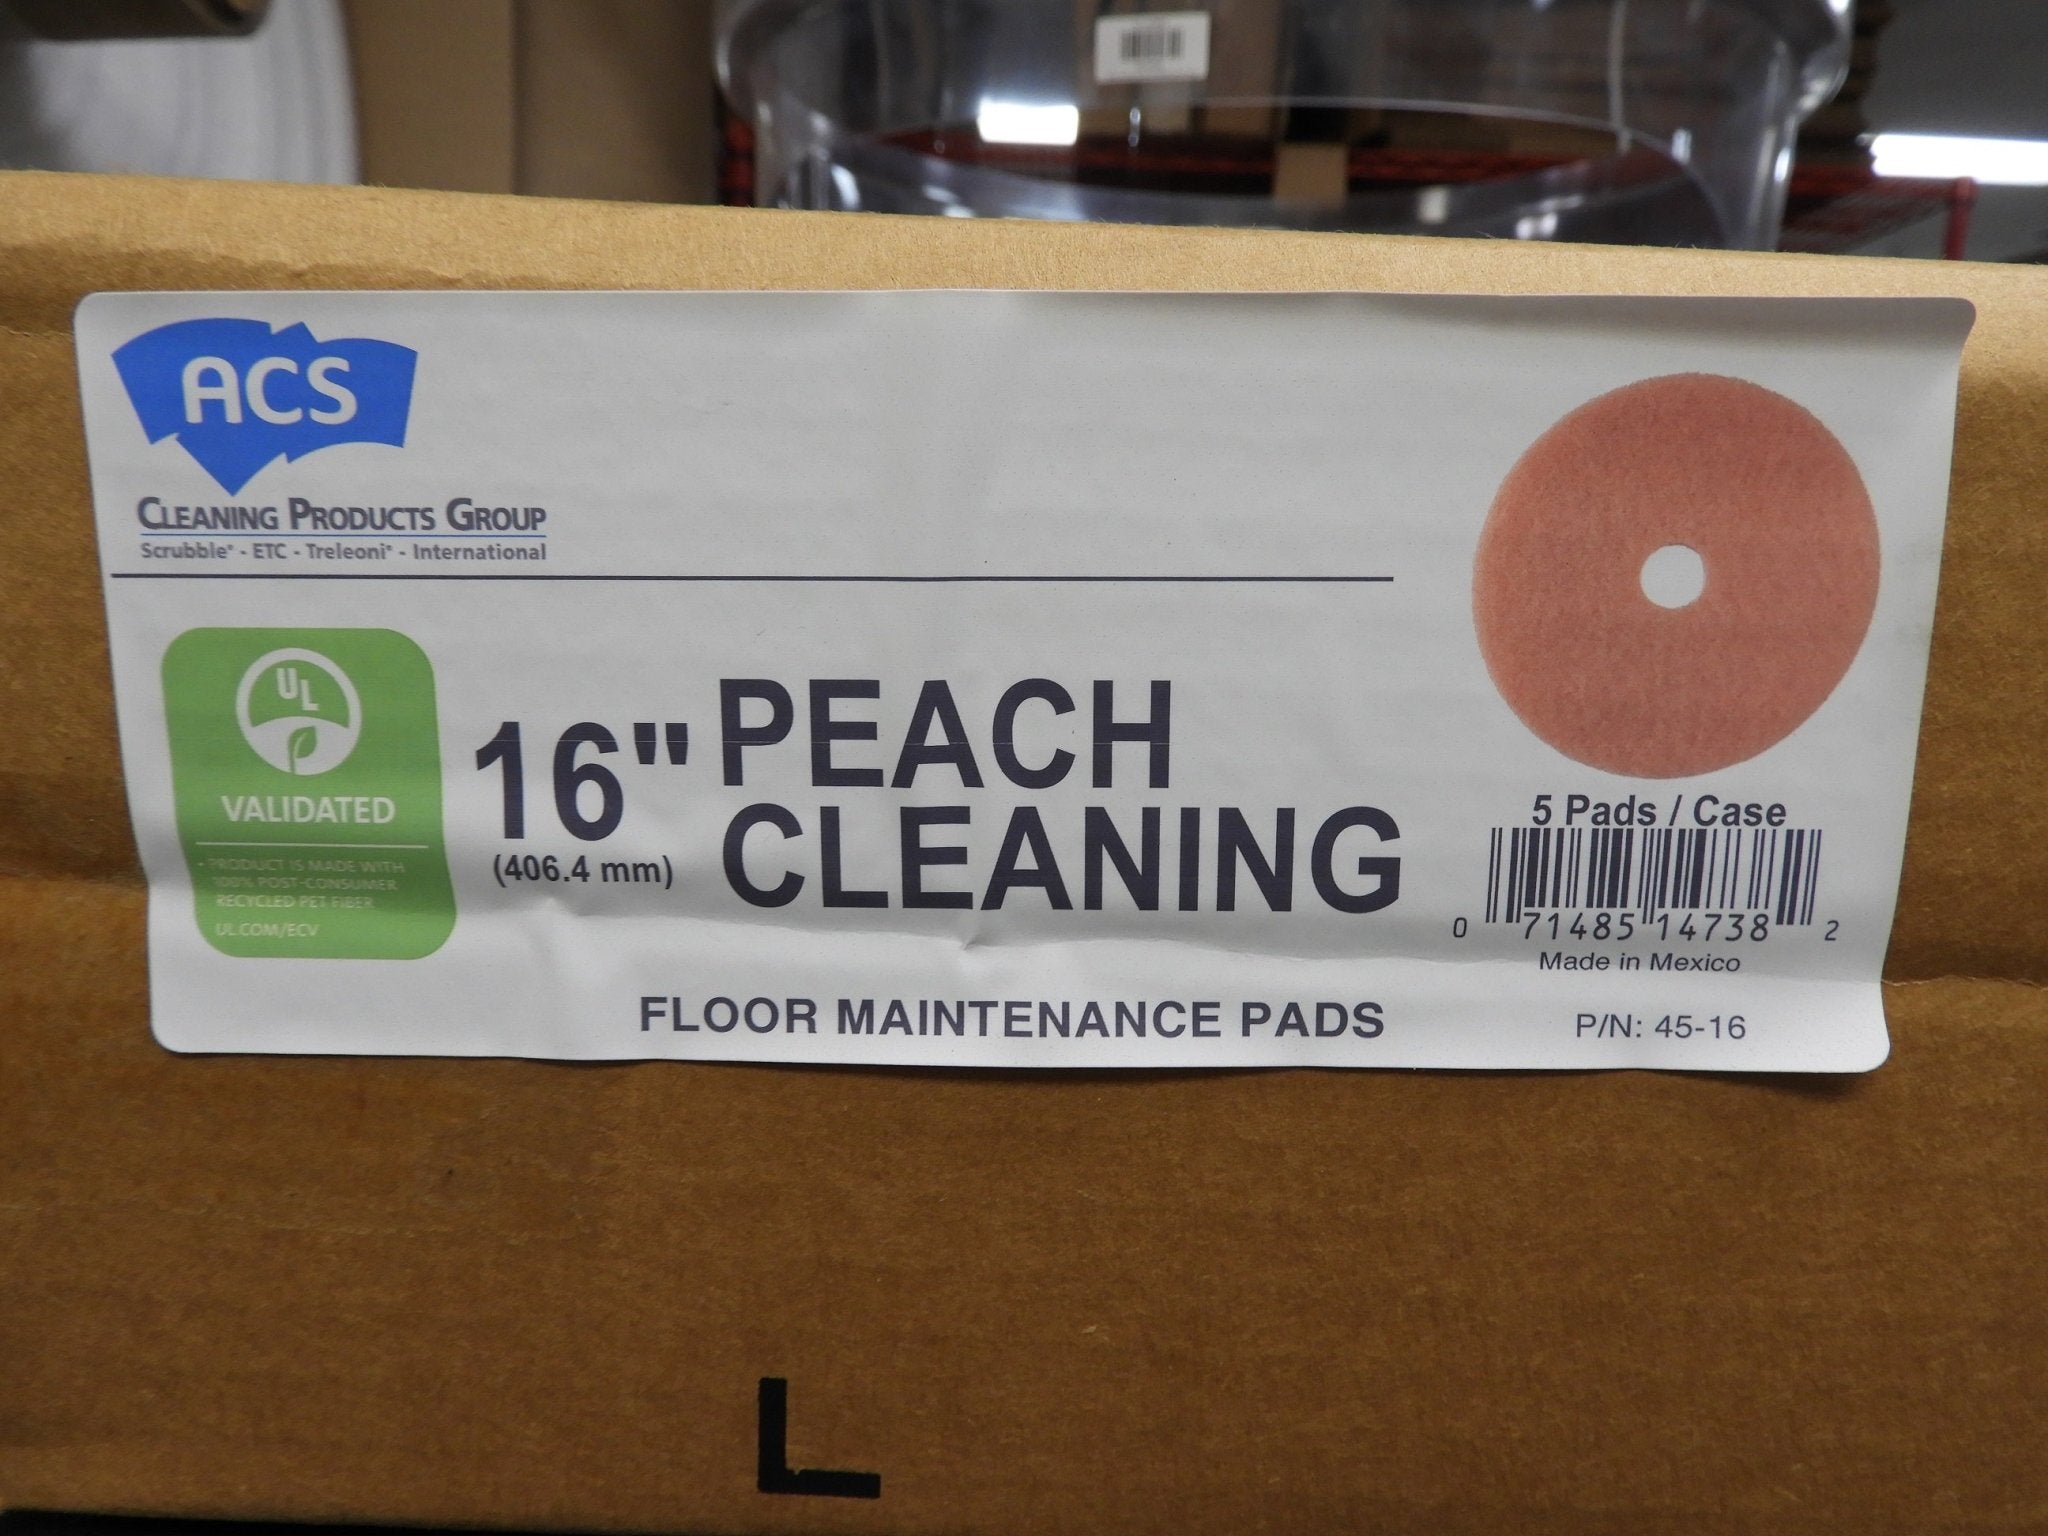 ACS
CLEANING PRODUCTS GROUP
Scrubble® - ETC - Treleoni® - International
UL
VALIDATED
- PRODUCT IS MADE WITH
100% POST-CONSUMER
RECYCLED PET FIBER
UL.COM/ECV
16"
(406.4 mm)
PEACH
CLEANING
FLOOR MAINTENANCE PADS
5 Pads / Case
0 71485 14738 2
Made in Mexico
P/N: 45-16
L